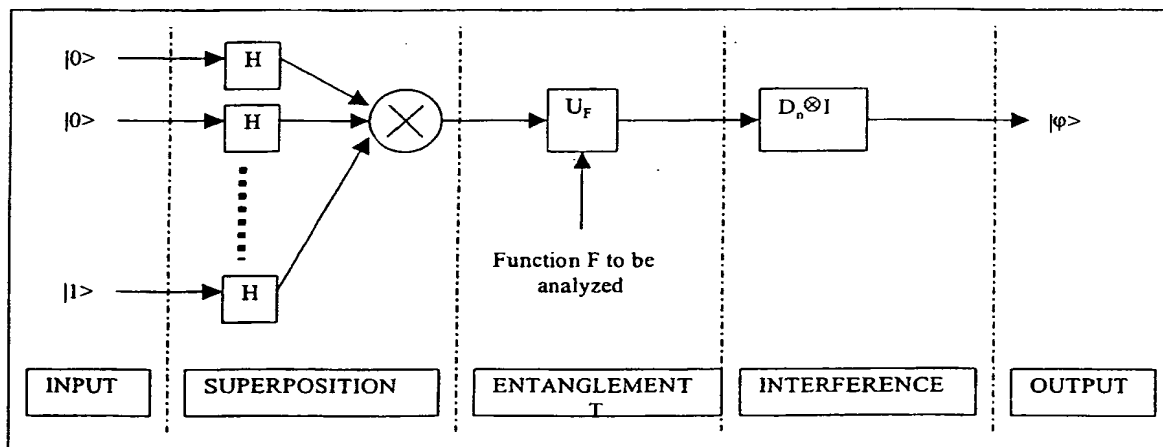 |0>
H
|0>
H
U_F
D_n⊗I
|φ>
Function F to be
analyzed
|1>
H
INPUT
SUPERPOSITION
ENTANGLEMENT
T
INTERFERENCE
OUTPUT